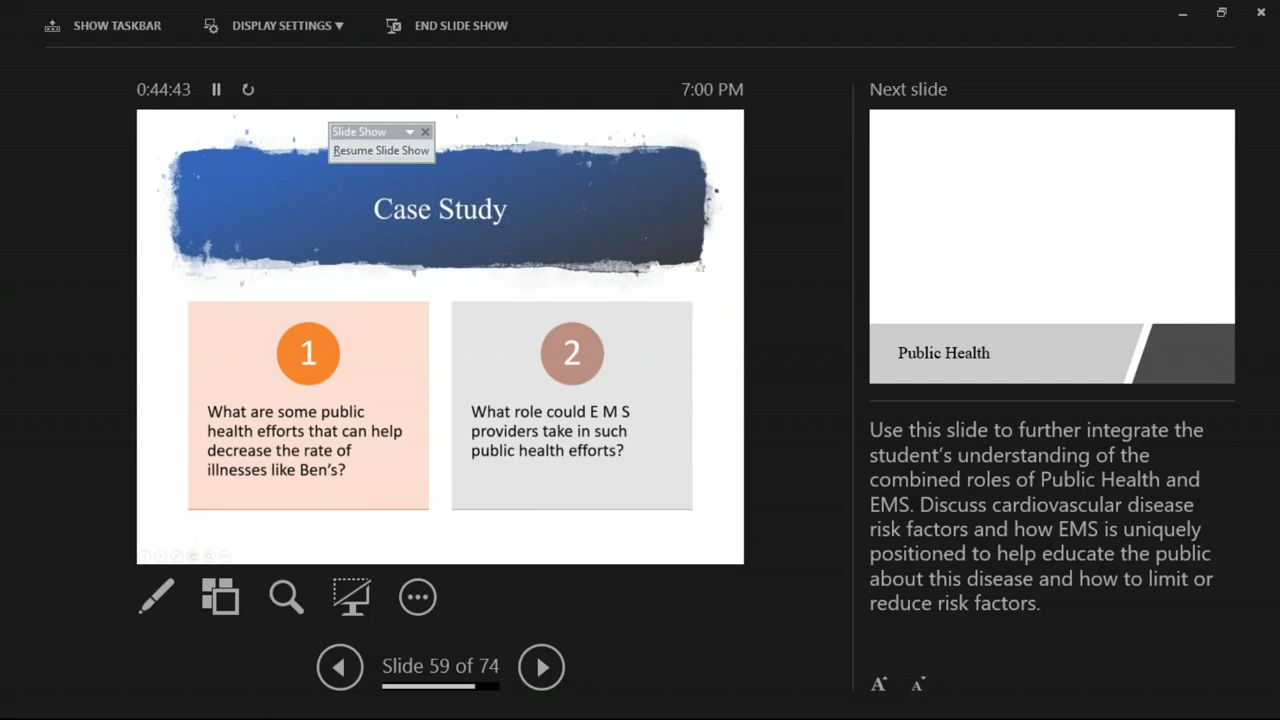 SHOW TASKBAR
DISPLAY SETTINGS ▼
END SLIDE SHOW
0:44:43
7:00 PM
Slide Show
Resume Slide Show
Case Study
1
What are some public
health efforts that can help
decrease the rate of
illnesses like Ben's?
2
What role could E M S
providers take in such
public health efforts?
Slide 59 of 74
Next slide
Public Health
Use this slide to further integrate the
student's understanding of the
combined roles of Public Health and
EMS. Discuss cardiovascular disease
risk factors and how EMS is uniquely
positioned to help educate the public
about this disease and how to limit or
reduce risk factors.
A A